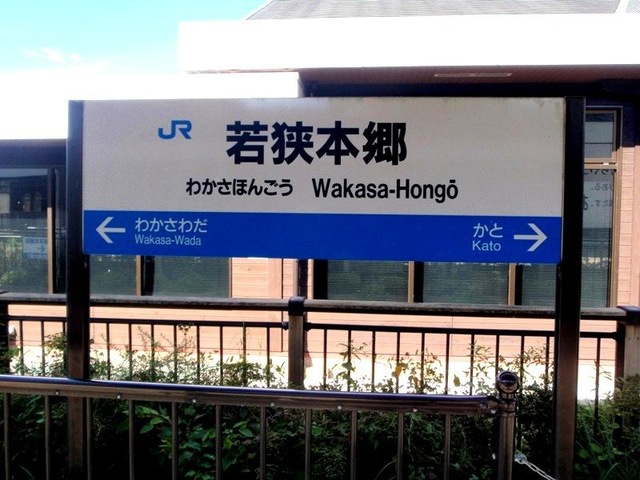 JR 若狭本郷
わかさほんごう Wakasa-Hongō
わかさわだ
Wakasa-Wada
かと
Kato